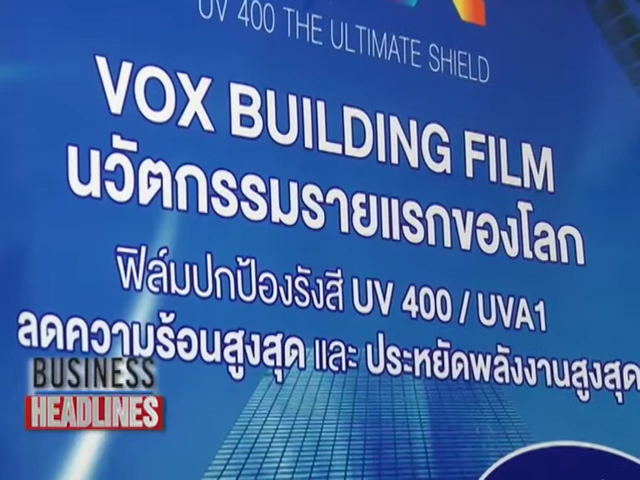 UV 400 THE ULTIMATE SHIELD
VOX BUILDING FILM
นวัตกรรมรายแรกของโลก
ฟิล์มปกป้องรังสี UV 400 / UVA1
ลดความร้อนสูงสุด และ ประหยัดพลังงานสูงสุด
BUSINESS
HEADLINES